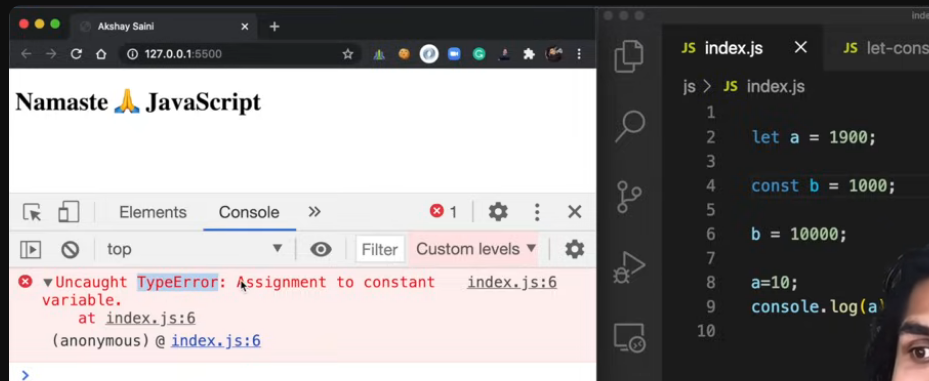 Akshay Saini
127.0.0.1:5500
Namaste 🙏 JavaScript
Elements Console » 1
top Filter Custom levels
Uncaught TypeError: Assignment to constant index.js:6
variable.
at index.js:6
(anonymous) @ index.js:6
JS index.js JS let-cons
js > JS index.js
1
2 let a = 1900;
3
4 const b = 1000;
5
6 b = 10000;
7
8 a=10;
9 console.log(a)
10